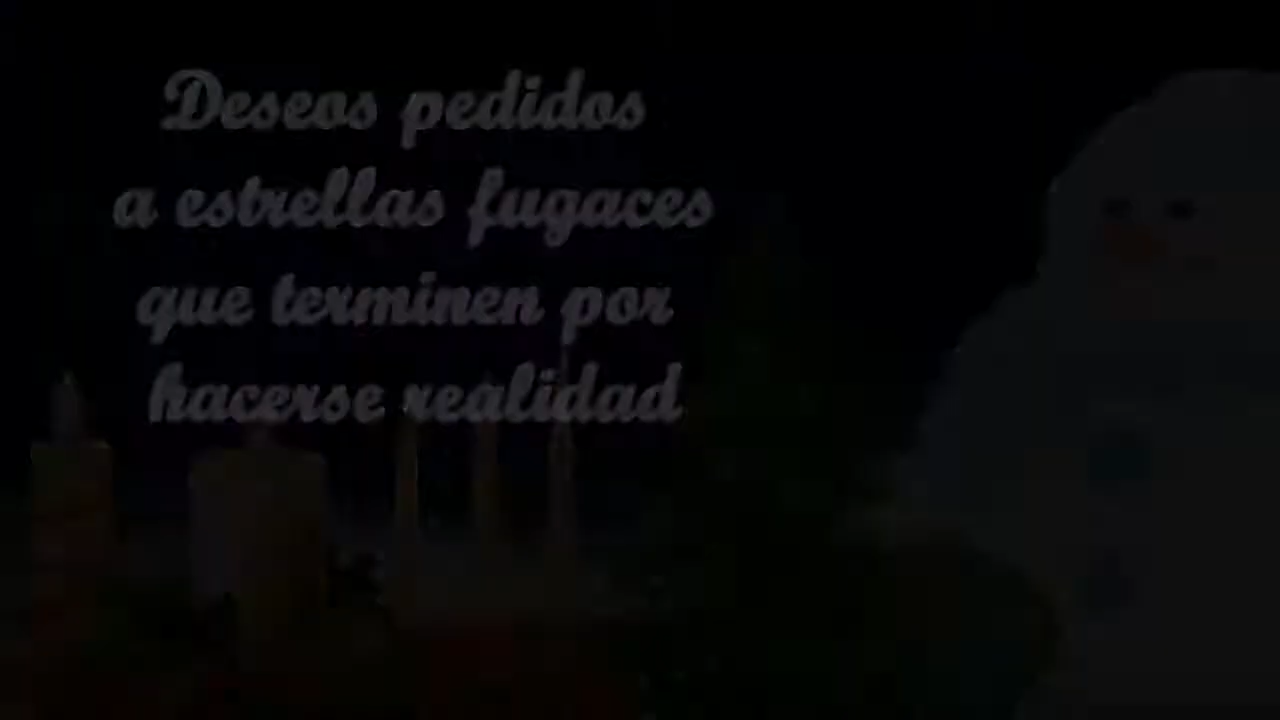 Deseos pedidos
a estrellas fugaces
que terminen por
hacerse realidad